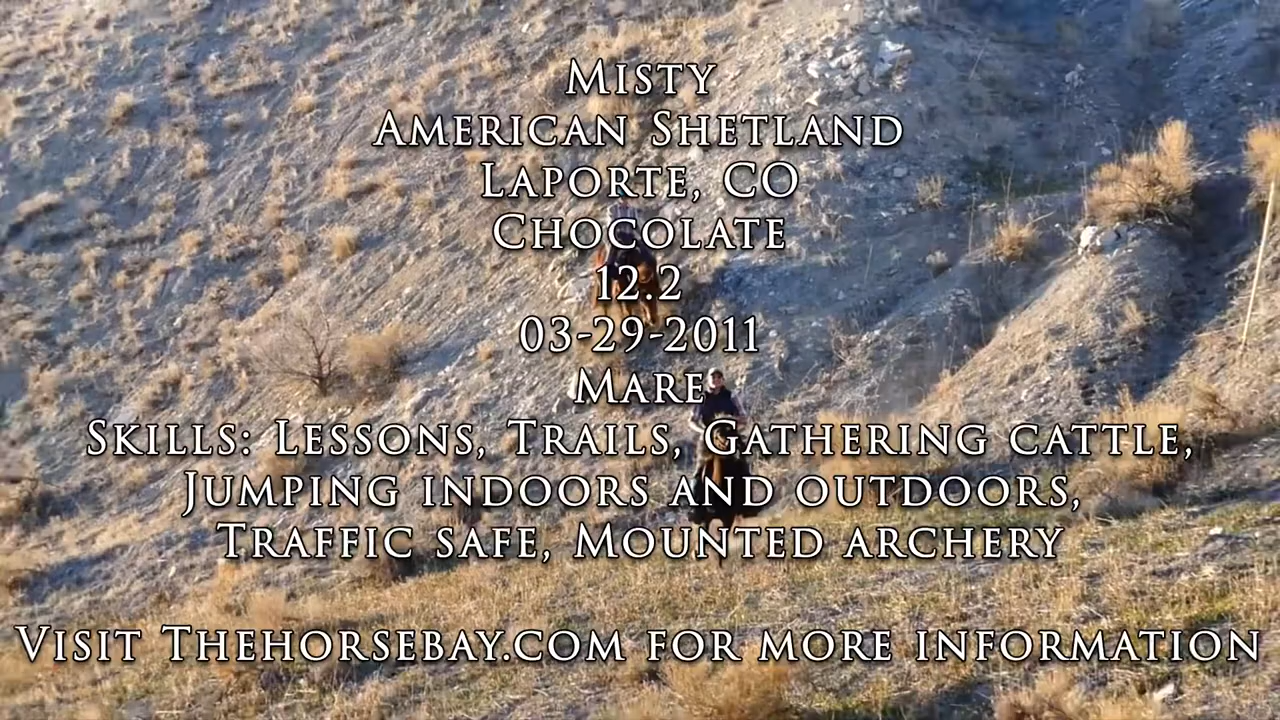 Misty
American Shetland
Laporte, CO
Chocolate
12.2
03-29-2011
Mare
Skills: Lessons, Trails, Gathering cattle,
Jumping indoors and outdoors,
Traffic safe, Mounted archery
Visit Thehorsebay.com for more information